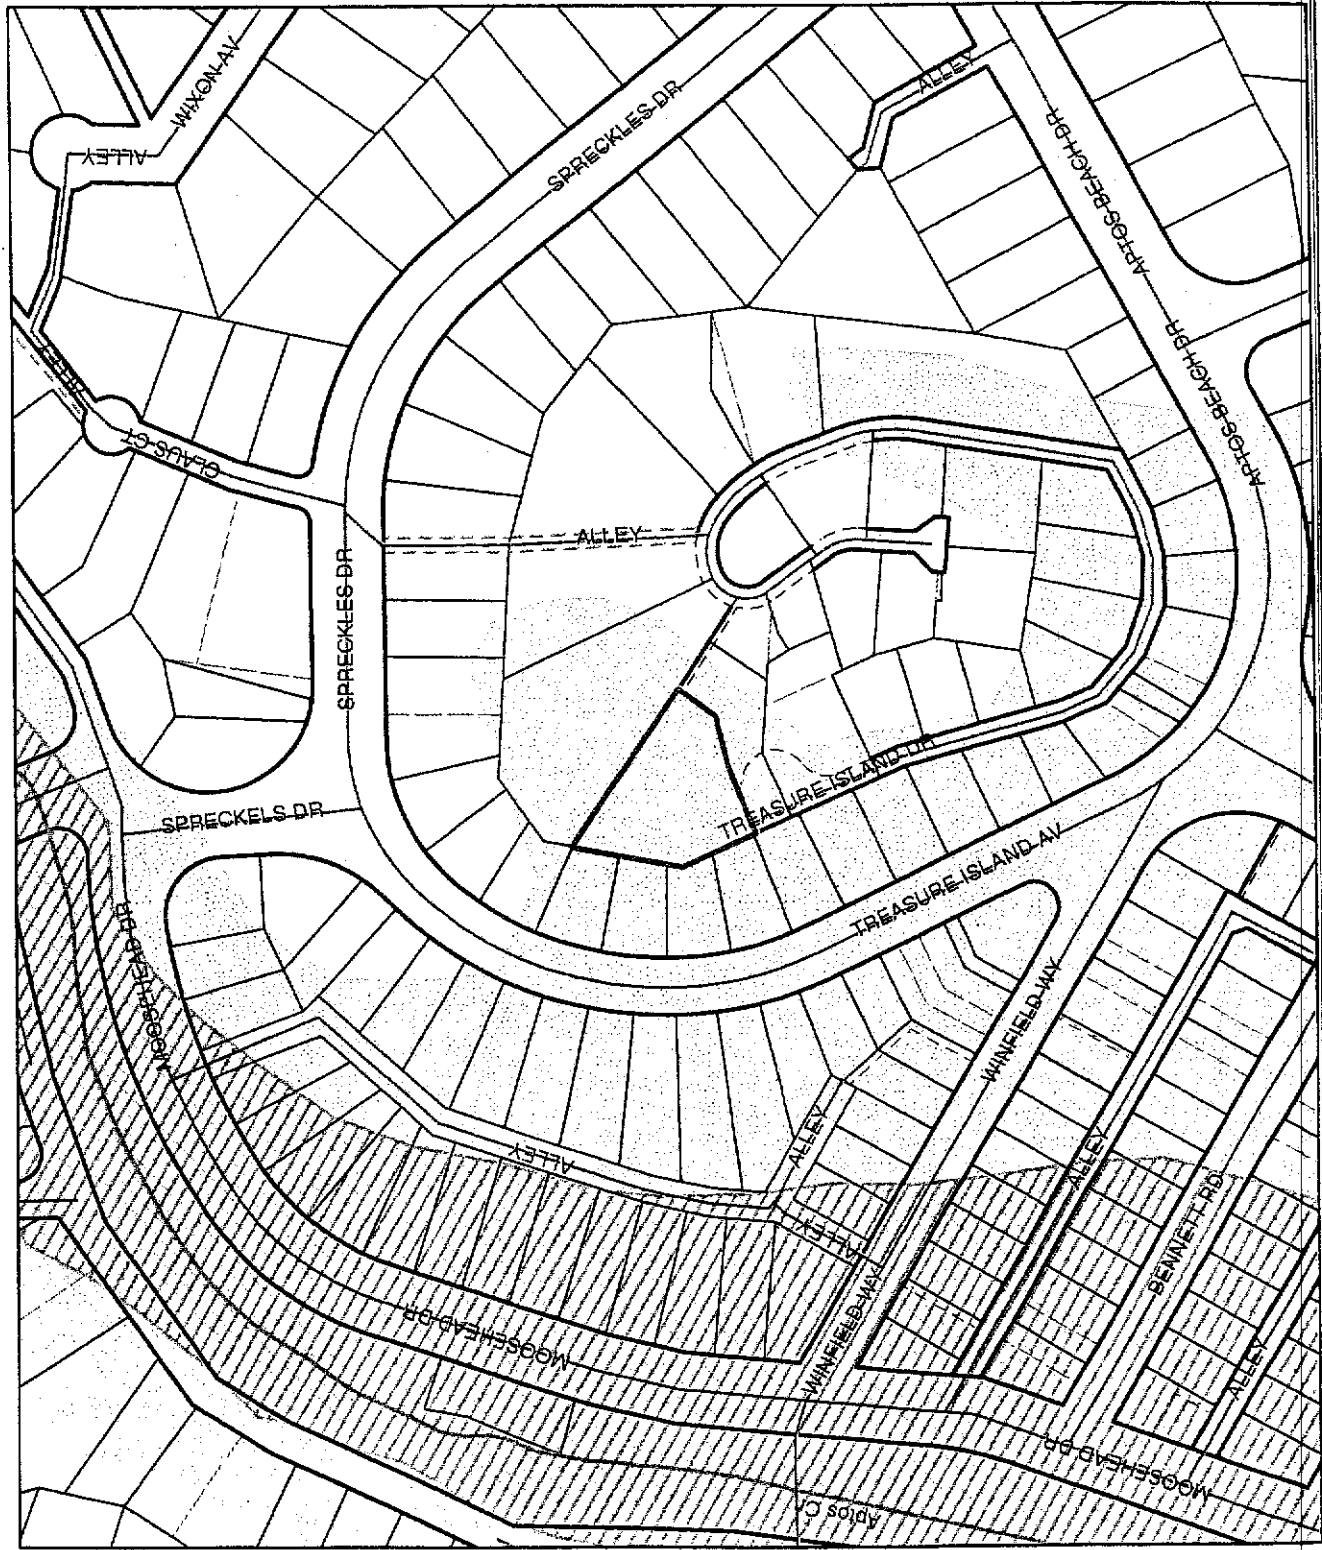 WIXON AV
ALLEY
SPRECKLES DR
ALLEY
APTOS BEACH DR
ALLEY
CLAUS CT
APTOS BEACH DR
ALLEY
SPRECKLES DR
TREASURE ISLAND DR
SPRECKELS DR
TREASURE ISLAND AV
MOOSEHEAD DR
WINFIELD WY
ALLEY
ALLEY
ALLEY
ALLEY
BENNETT RD
WINFIELD WY
MOOSEHEAD DR
ALLEY
MOOSEHEAD DR
Aptos Cr